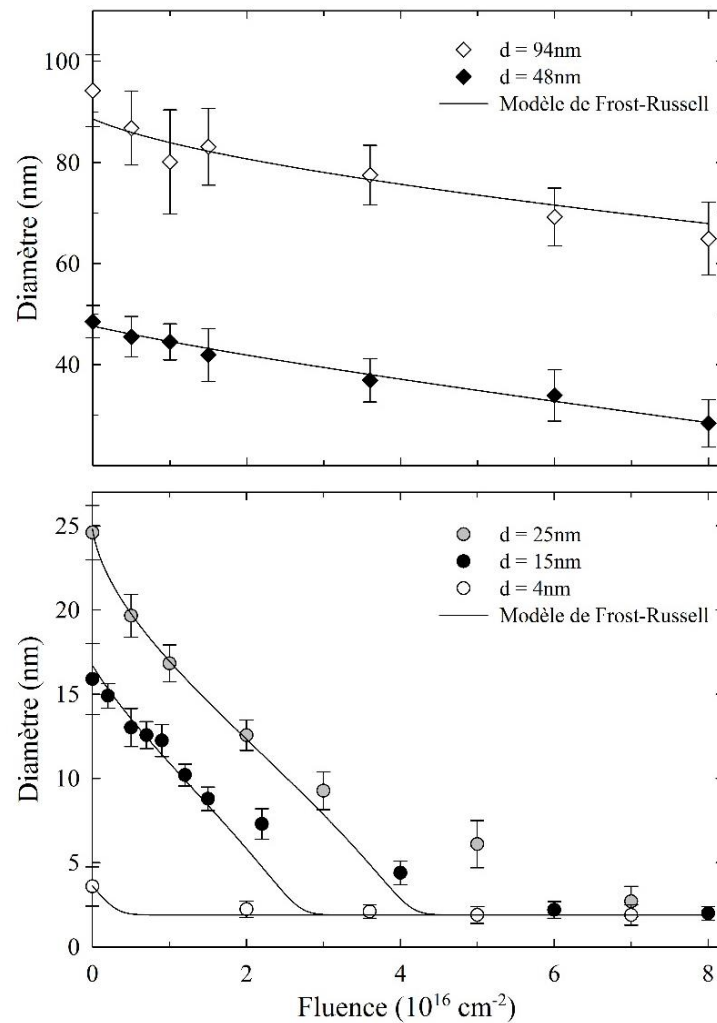 100
80
60
40
Diamètre (nm)
d = 94nm
d = 48nm
Modèle de Frost-Russell
25
20
15
10
5
0
Diamètre (nm)
d = 25nm
d = 15nm
d = 4nm
Modèle de Frost-Russell
0 2 4 6 8
Fluence (10¹⁶ cm⁻²)